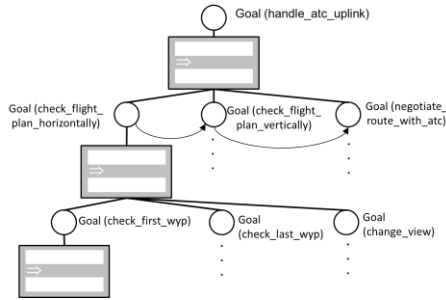 Goal (handle_atc_uplink)
Goal (check_flight_
plan_horizontally)
Goal (check_flight_
plan_vertically)
Goal (negotiate_
route_with_atc)
Goal (check_first_wyp)
Goal
(check_last_wyp)
Goal
(change_view)